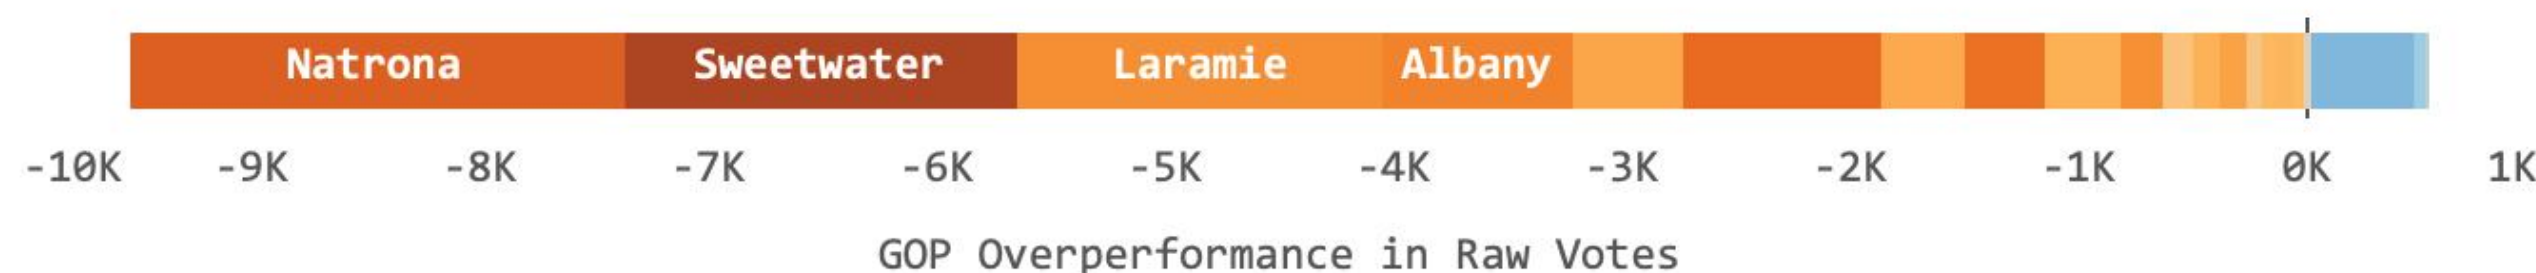 Natrona Sweetwater Laramie Albany
-10K -9K -8K -7K -6K -5K -4K -3K -2K -1K 0K 1K
GOP Overperformance in Raw Votes